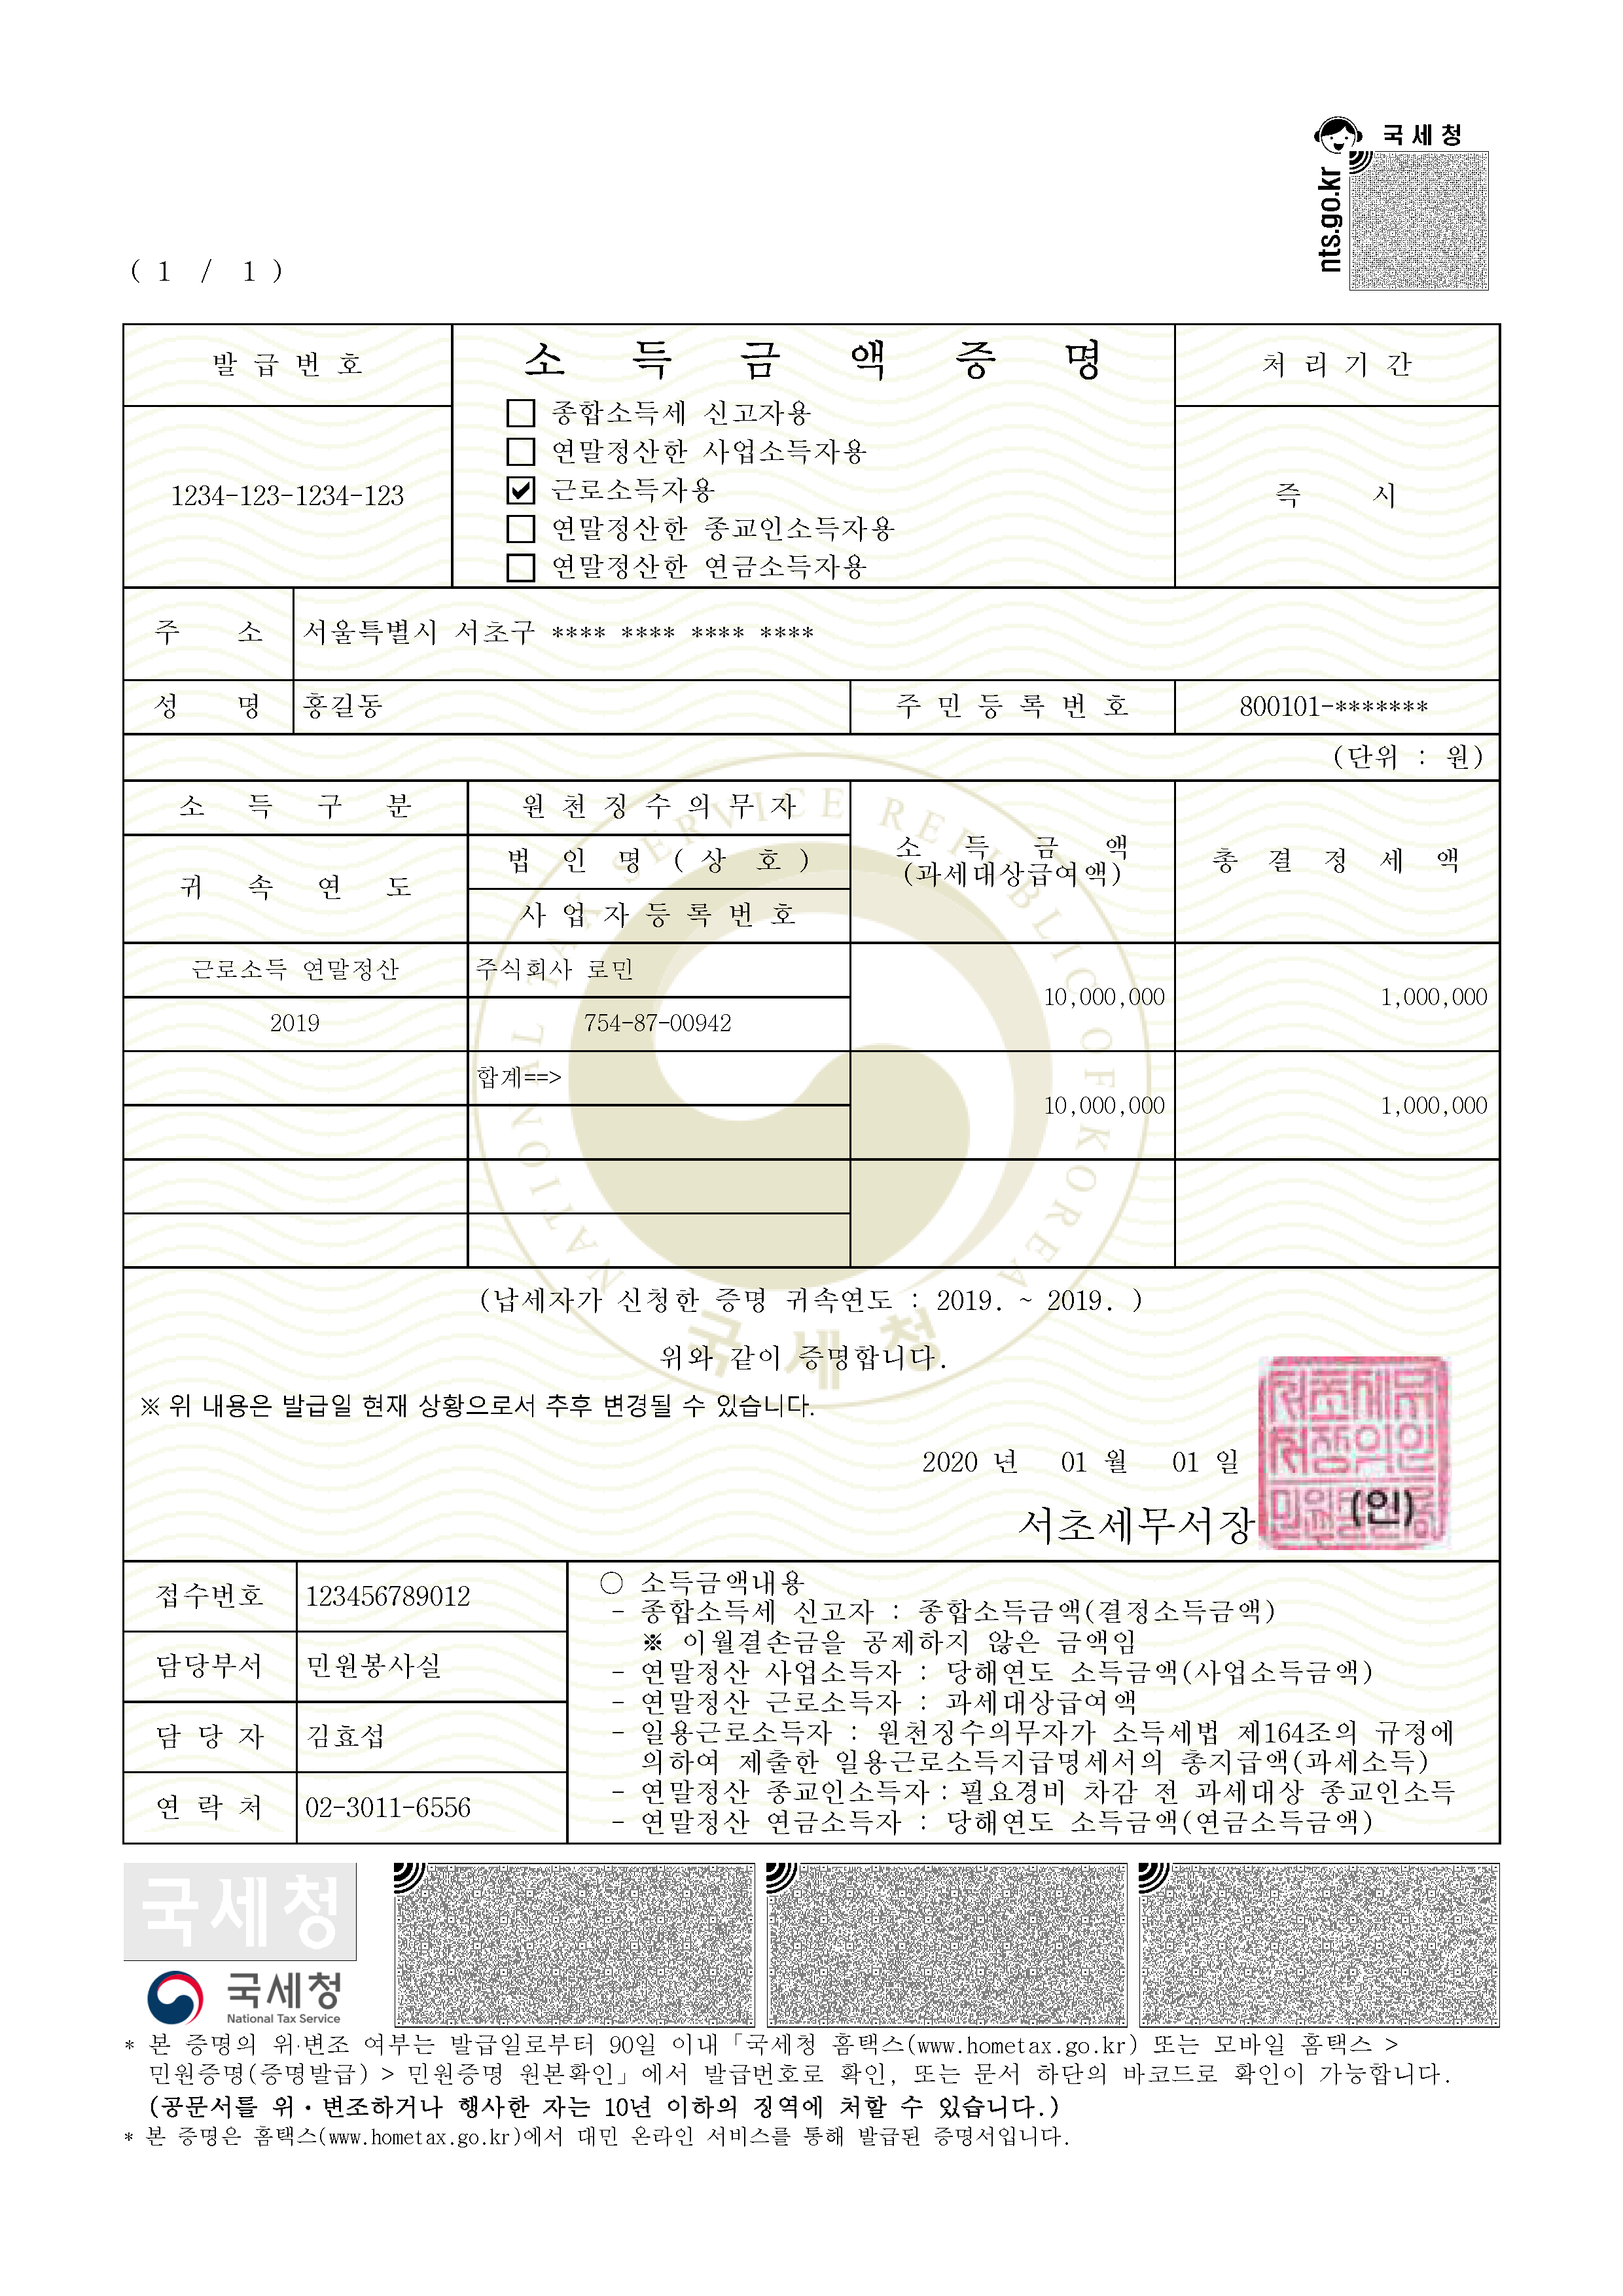 국세청
nts.go.kr
( 1 / 1 )
발급번호
소득금액증명
처리기간
1234-123-1234-123
종합소득세 신고자용
연말정산한 사업소득자용
근로소득자용
연말정산한 종교인소득자용
연말정산한 연금소득자용
즉 시
주 소
서울특별시 서초구 **** **** **** ****
성 명
홍길동
주민등록번호
800101-*******
(단위 : 원)
소 득 구 분
원천징수의무자
귀 속 연 도
법 인 명 ( 상 호 )
사업자등록번호
소 득 금 액
(과세대상급여액)
총 결 정 세 액
근로소득 연말정산
주식회사 로민
10,000,000
1,000,000
2019
754-87-00942
합계==>
10,000,000
1,000,000
NATIONAL TAX SERVICE REPUBLIC OF KOREA
국세청
(납세자가 신청한 증명 귀속연도 : 2019. ~ 2019. )
위와 같이 증명합니다.
※ 위 내용은 발급일 현재 상황으로서 추후 변경될 수 있습니다.
2020 년 01 월 01 일
서초세무서장
(인)
접수번호
123456789012
담당부서
민원봉사실
담 당 자
김효섭
연 락 처
02-3011-6556
○ 소득금액내용
- 종합소득세 신고자 : 종합소득금액(결정소득금액)
※ 이월결손금을 공제하지 않은 금액임
- 연말정산 사업소득자 : 당해연도 소득금액(사업소득금액)
- 연말정산 근로소득자 : 과세대상급여액
- 일용근로소득자 : 원천징수의무자가 소득세법 제164조의 규정에
의하여 제출한 일용근로소득지급명세서의 총지급액(과세소득)
- 연말정산 종교인소득자 : 필요경비 차감 전 과세대상 종교인소득
- 연말정산 연금소득자 : 당해연도 소득금액(연금소득금액)
국세청
국세청
National Tax Service
* 본 증명의 위·변조 여부는 발급일로부터 90일 이내「국세청 홈택스(www.hometax.go.kr) 또는 모바일 홈택스 >
민원증명(증명발급) > 민원증명 원본확인」에서 발급번호로 확인, 또는 문서 하단의 바코드로 확인이 가능합니다.
(공문서를 위·변조하거나 행사한 자는 10년 이하의 징역에 처할 수 있습니다.)
* 본 증명은 홈택스(www.hometax.go.kr)에서 대민 온라인 서비스를 통해 발급된 증명서입니다.